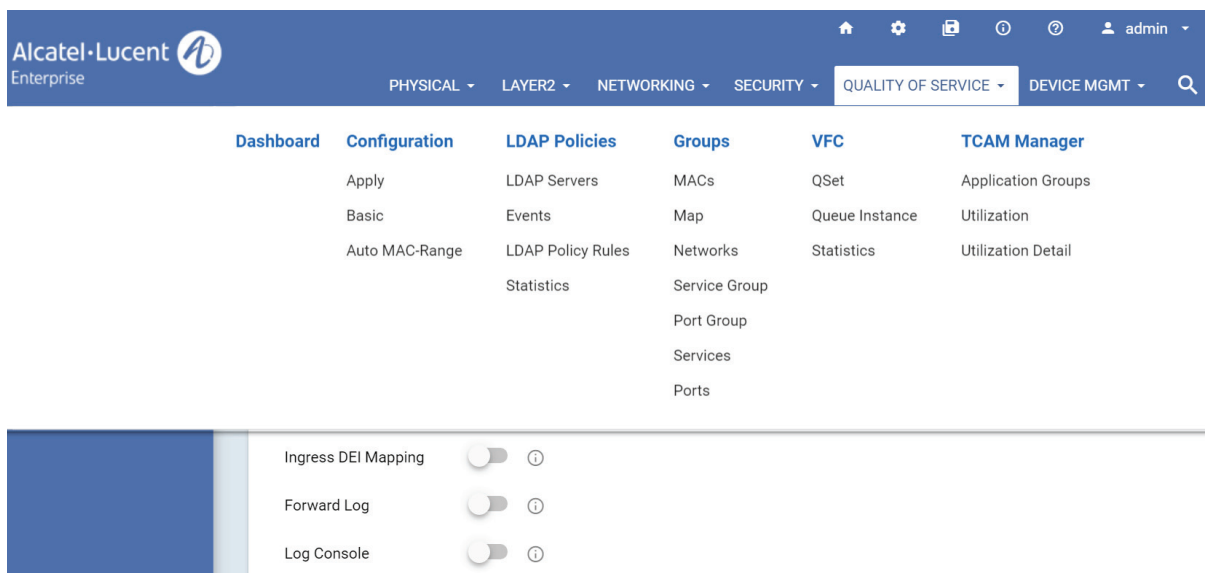 Alcatel·Lucent
Enterprise
admin
PHYSICAL LAYER2 NETWORKING SECURITY QUALITY OF SERVICE DEVICE MGMT
Dashboard Configuration LDAP Policies Groups VFC TCAM Manager
Apply LDAP Servers MACs QSet Application Groups
Basic Events Map Queue Instance Utilization
Auto MAC-Range LDAP Policy Rules Networks Statistics Utilization Detail
Statistics Service Group
Port Group
Services
Ports
Ingress DEI Mapping
Forward Log
Log Console